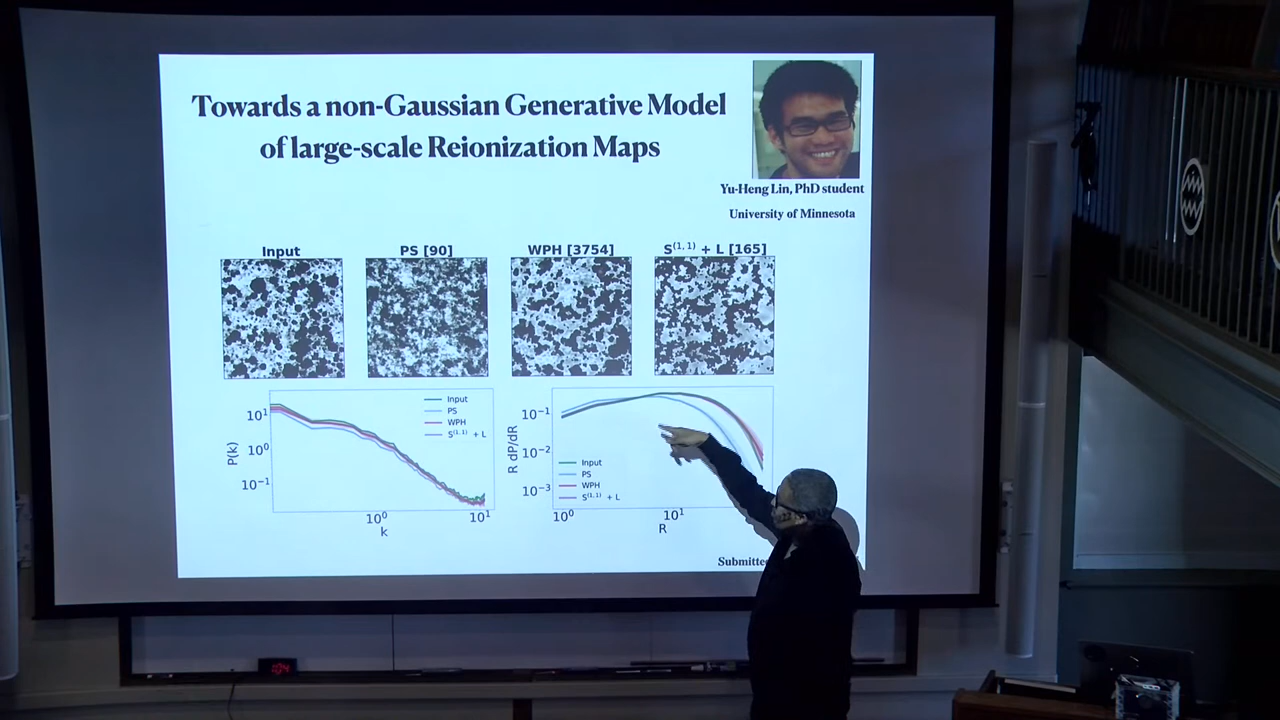 Towards a non-Gaussian Generative Model
of large-scale Reionization Maps
Yu-Heng Lin, PhD student
University of Minnesota
Input
PS [90]
WPH [3754]
S(1,1) + L [165]
P(k)
10¹
10⁰
10⁻¹
Input
PS
WPH
S(1,1) + L
10⁰
10¹
k
R dP/dR
10⁻¹
10⁻²
10⁻³
Input
PS
WPH
S(1,1) + L
10⁰
10¹
R